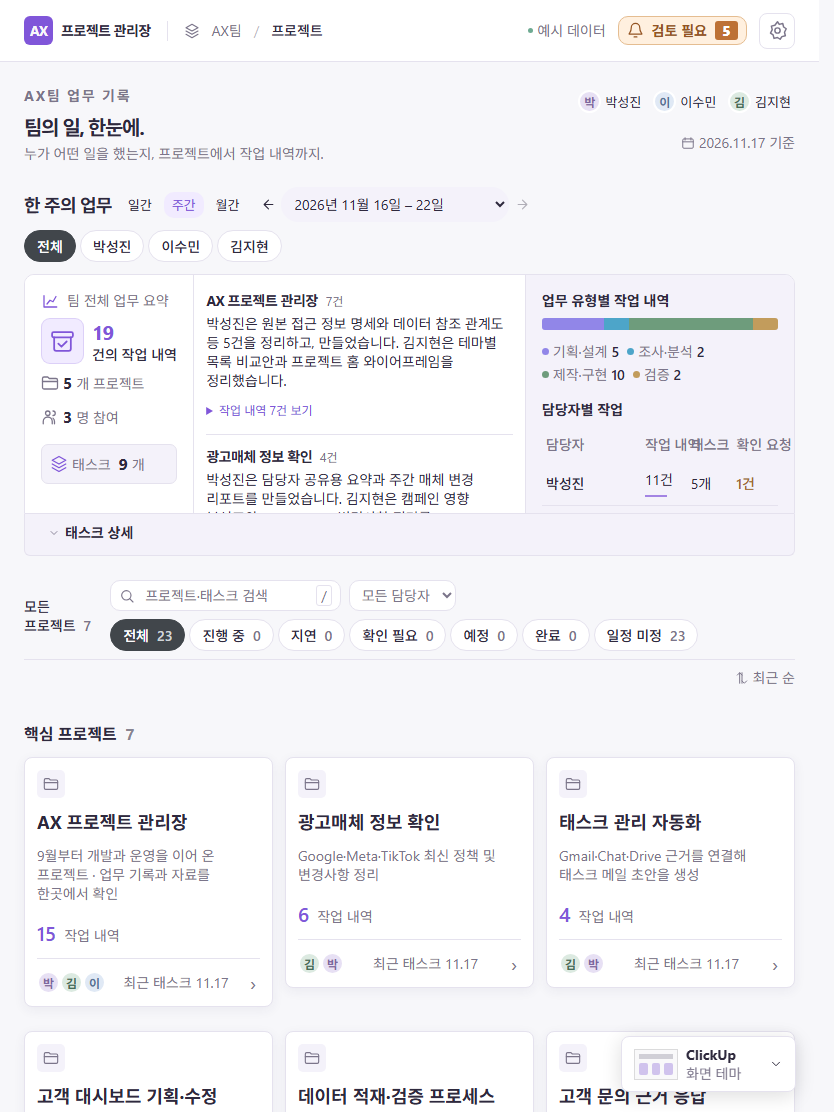 AX 프로젝트 관리장 AX팀 / 프로젝트 예시 데이터 검토 필요 5
AX팀 업무 기록
박 박성진 이 이수민 김 김지현
팀의 일, 한눈에.
2026.11.17 기준
누가 어떤 일을 했는지, 프로젝트에서 작업 내역까지.
한 주의 업무 일간 주간 월간 ← 2026년 11월 16일 – 22일 →
전체 박성진 이수민 김지현
팀 전체 업무 요약
19
건의 작업 내역
5 개 프로젝트
3 명 참여
태스크 9 개
AX 프로젝트 관리장 7건
박성진은 원본 접근 정보 명세와 데이터 참조 관계도
등 5건을 정리하고, 만들었습니다. 김지현은 테마별
목록 비교안과 프로젝트 홈 와이어프레임을
정리했습니다.
▶ 작업 내역 7건 보기
광고매체 정보 확인 4건
박성진은 담당자 공유용 요약과 주간 매체 변경
리포트를 만들었습니다. 김지현은 캠페인 영향
업무 유형별 작업 내역
기획·설계 5 조사·분석 2
제작·구현 10 검증 2
담당자별 작업
담당자 작업 내역 태스크 확인 요청
박성진 11건 5개 1건
태스크 상세
모든
프로젝트 7
프로젝트·태스크 검색 / 모든 담당자
전체 23 진행 중 0 지연 0 확인 필요 0 예정 0 완료 0 일정 미정 23
최근 순
핵심 프로젝트 7
AX 프로젝트 관리장
9월부터 개발과 운영을 이어 온
프로젝트 · 업무 기록과 자료를
한곳에서 확인
15 작업 내역
박 김 이 최근 태스크 11.17 ›
광고매체 정보 확인
Google·Meta·TikTok 최신 정책 및
변경사항 정리
6 작업 내역
김 박 최근 태스크 11.17 ›
태스크 관리 자동화
Gmail·Chat·Drive 근거를 연결해
태스크 메일 초안을 생성
4 작업 내역
김 박 최근 태스크 11.17 ›
고객 대시보드 기획·수정
데이터 적재·검증 프로세스
고객 문의 근거 응답
ClickUp
화면 테마